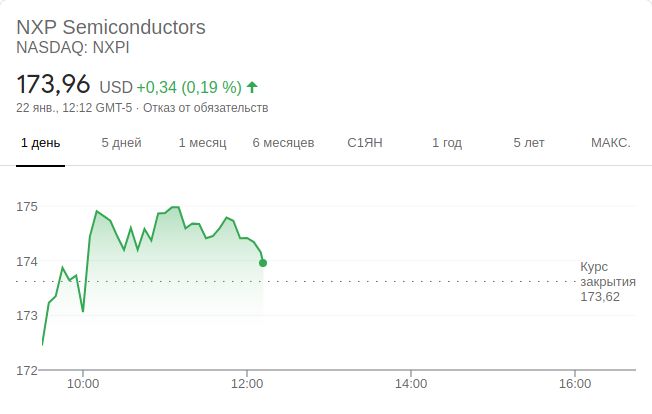 NXP Semiconductors
NASDAQ: NXPI
173,96 USD +0,34 (0,19 %)
22 янв., 12:12 GMT-5 · Отказ от обязательств
1 день 5 дней 1 месяц 6 месяцев С1ЯН 1 год 5 лет МАКС.
175
174
Курс
закрытия
173,62
173
172
10:00 12:00 14:00 16:00